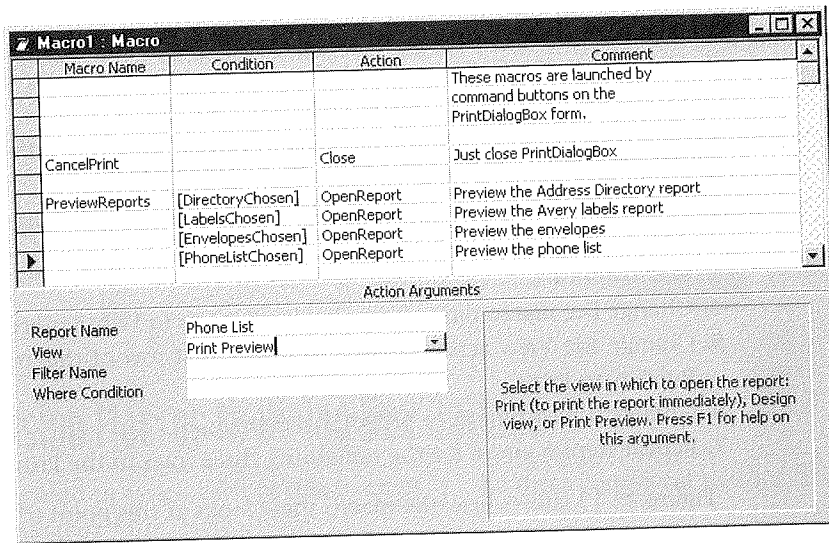 Macro1 : Macro
Macro Name Condition Action Comment
These macros are launched by
command buttons on the
PrintDialogBox form.
CancelPrint Close Just close PrintDialogBox
PreviewReports [DirectoryChosen] OpenReport Preview the Address Directory report
[LabelsChosen] OpenReport Preview the Avery labels report
[EnvelopesChosen] OpenReport Preview the envelopes
[PhoneListChosen] OpenReport Preview the phone list
Action Arguments
Report Name Phone List
View Print Preview
Filter Name
Where Condition
Select the view in which to open the report:
Print (to print the report immediately), Design
view, or Print Preview. Press F1 for help on
this argument.